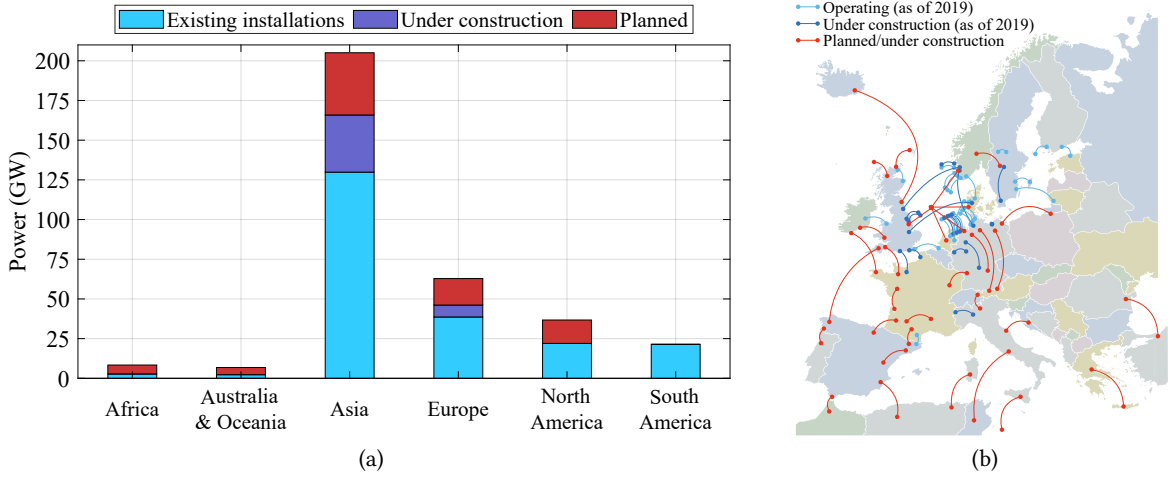 Existing installations Under construction Planned
Power (GW)
200
175
150
125
100
75
50
25
0
Africa
Australia
& Oceania
Asia
Europe
North
America
South
America
(a)
Operating (as of 2019)
Under construction (as of 2019)
Planned/under construction
(b)